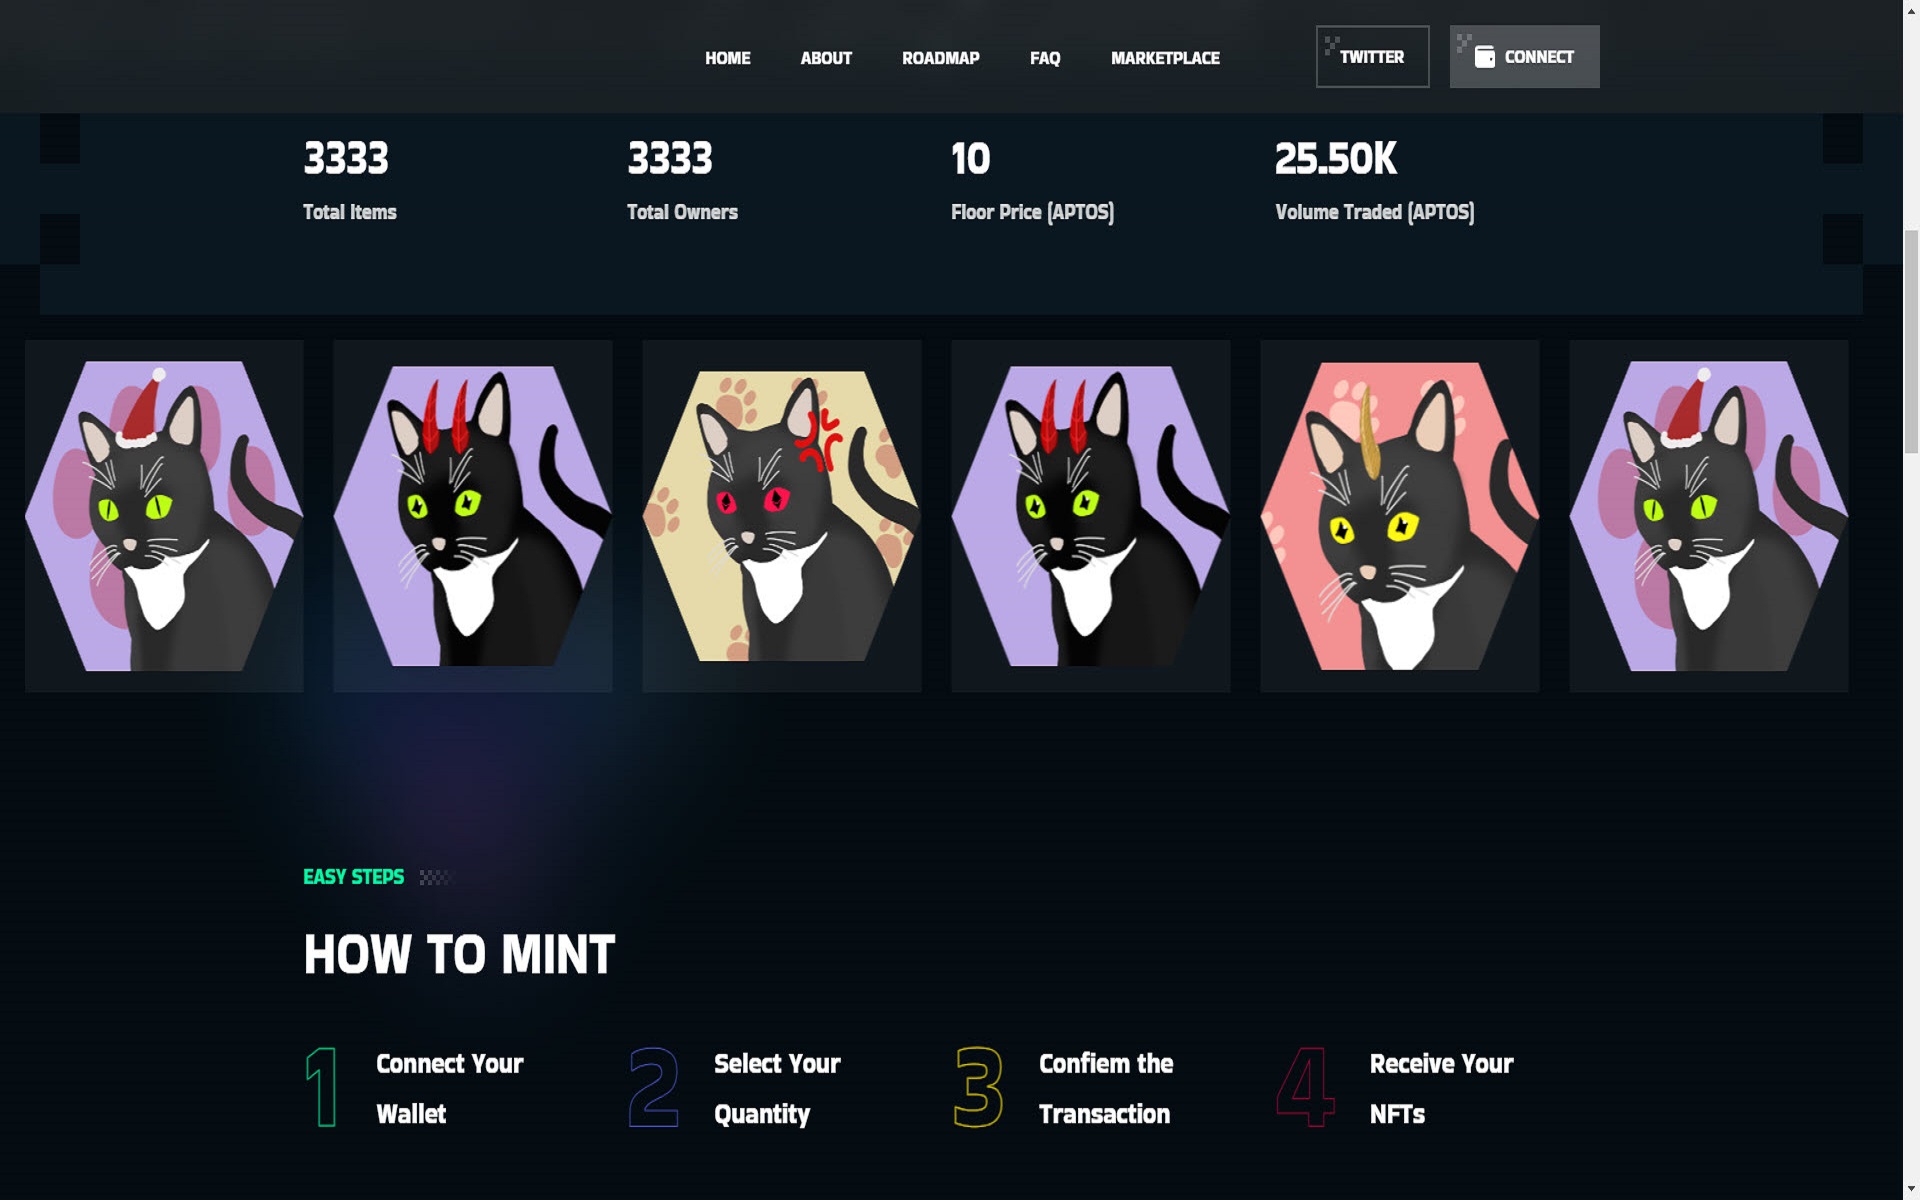 HOME ABOUT ROADMAP FAQ MARKETPLACE TWITTER CONNECT
3333 3333 10 25.50K
Total Items Total Owners Floor Price (APTOS) Volume Traded (APTOS)
EASY STEPS
HOW TO MINT
1 Connect Your Wallet
2 Select Your Quantity
3 Confiem the Transaction
4 Receive Your NFTs